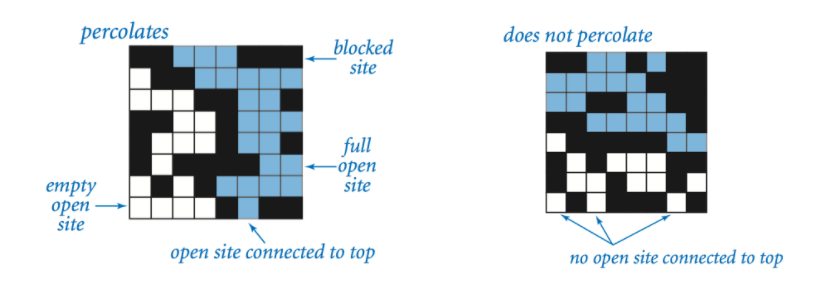 percolates
blocked
site
full
open
site
empty
open
site
open site connected to top
does not percolate
no open site connected to top